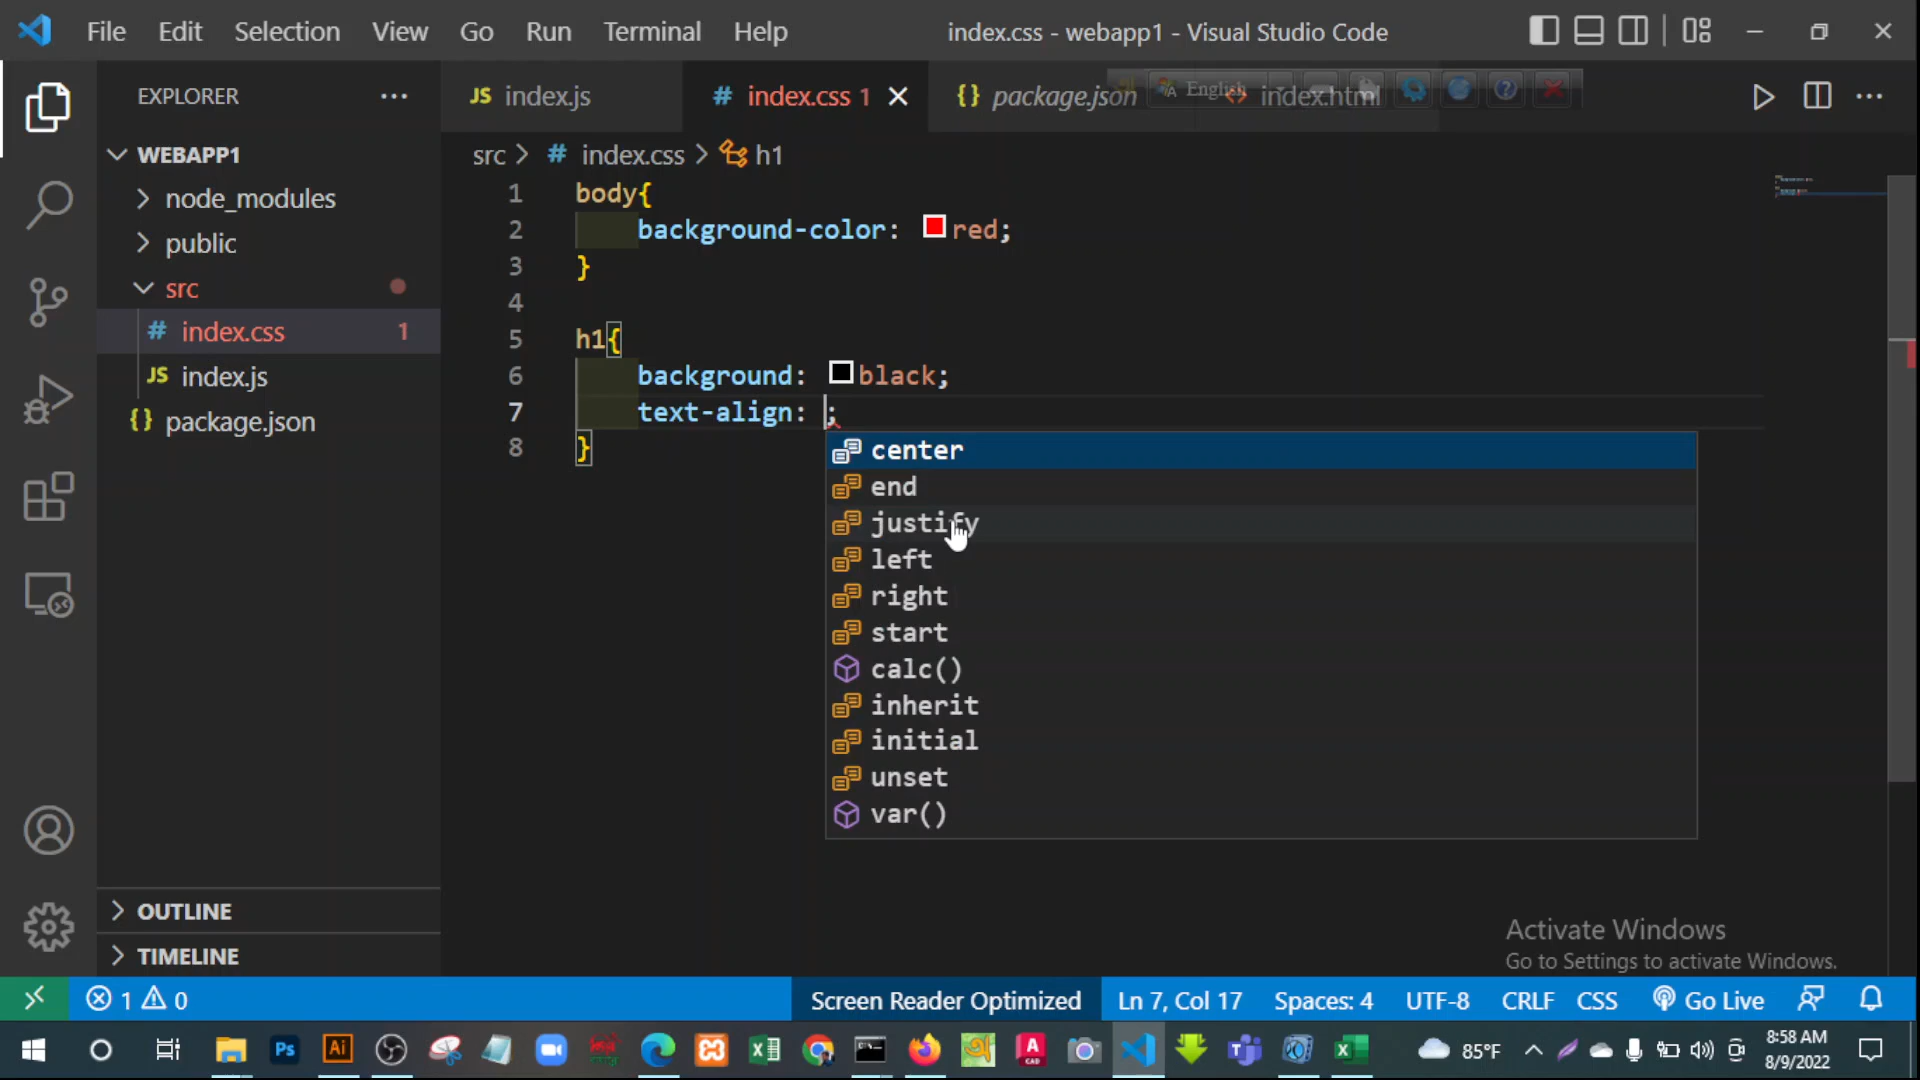 File Edit Selection View Go Run Terminal Help index.css - webapp1 - Visual Studio Code
EXPLORER
JS index.js # index.css 1 {} package.json English <> index.html
WEBAPP1
src > # index.css > h1
node_modules
public
src
# index.css 1
JS index.js
{} package.json
1 body{
2 background-color: red;
3 }
4
5 h1{
6 background: black;
7 text-align: ;
8 }
center
end
justify
left
right
start
calc()
inherit
initial
unset
var()
OUTLINE
TIMELINE
Activate Windows
Go to Settings to activate Windows.
1 0 Screen Reader Optimized Ln 7, Col 17 Spaces: 4 UTF-8 CRLF CSS Go Live
Ps Ai 85°F 8:58 AM
8/9/2022